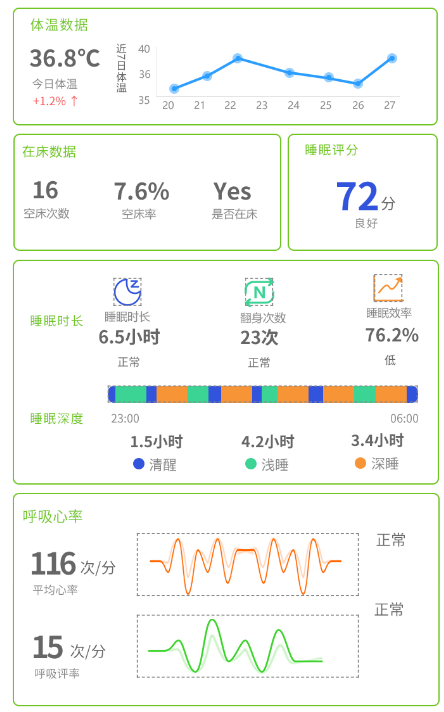 体温数据
36.8℃
今日体温
+1.2% ↑
近7日体温
40
36
35
20 21 22 23 24 25 26 27
在床数据
16
空床次数
7.6%
空床率
Yes
是否在床
睡眠评分
72分
良好
睡眠时长
睡眠时长
6.5小时
正常
翻身次数
23次
正常
睡眠效率
76.2%
低
睡眠深度
23:00
06:00
1.5小时
清醒
4.2小时
浅睡
3.4小时
深睡
呼吸心率
116次/分
平均心率
正常
15次/分
呼吸评率
正常